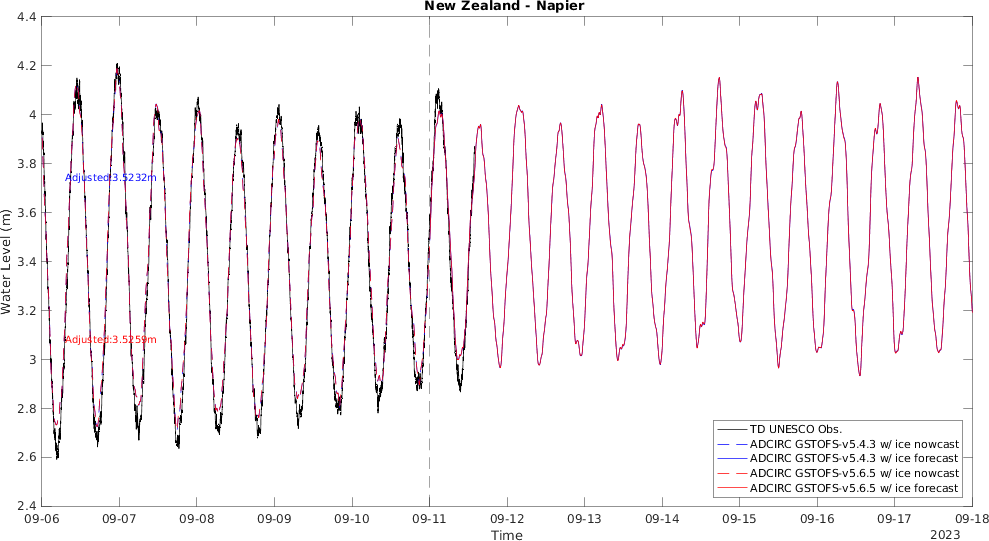 New Zealand - Napier
4.4
4.2
4
3.8
3.6
3.4
3.2
3
2.8
2.6
2.4
Water Level (m)
Adjusted:3.5232m
Adjusted:3.5259m
TD UNESCO Obs.
ADCIRC GSTOFS-v5.4.3 w/ ice nowcast
ADCIRC GSTOFS-v5.4.3 w/ ice forecast
ADCIRC GSTOFS-v5.6.5 w/ ice nowcast
ADCIRC GSTOFS-v5.6.5 w/ ice forecast
09-06 09-07 09-08 09-09 09-10 09-11 09-12 09-13 09-14 09-15 09-16 09-17 09-18
Time
2023